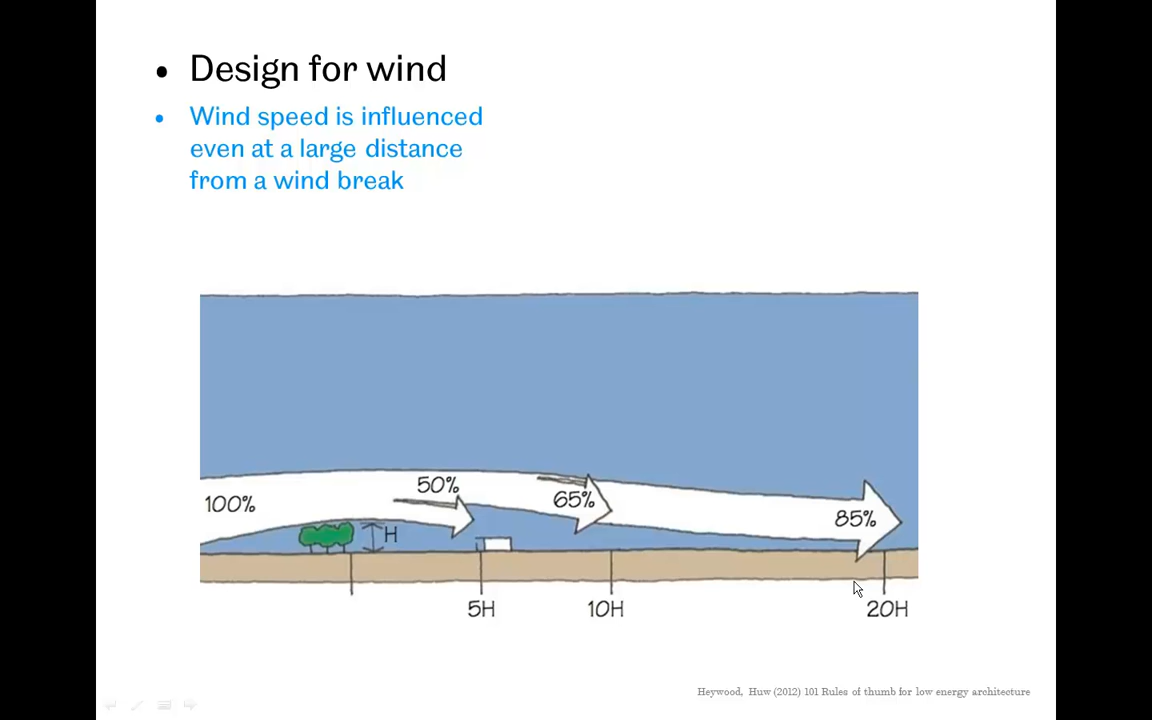 • Design for wind
• Wind speed is influenced
even at a large distance
from a wind break
50%
100%
65%
85%
H
5H
10H
20H
Heywood, Huw (2012) 101 Rules of thumb for low energy architecture